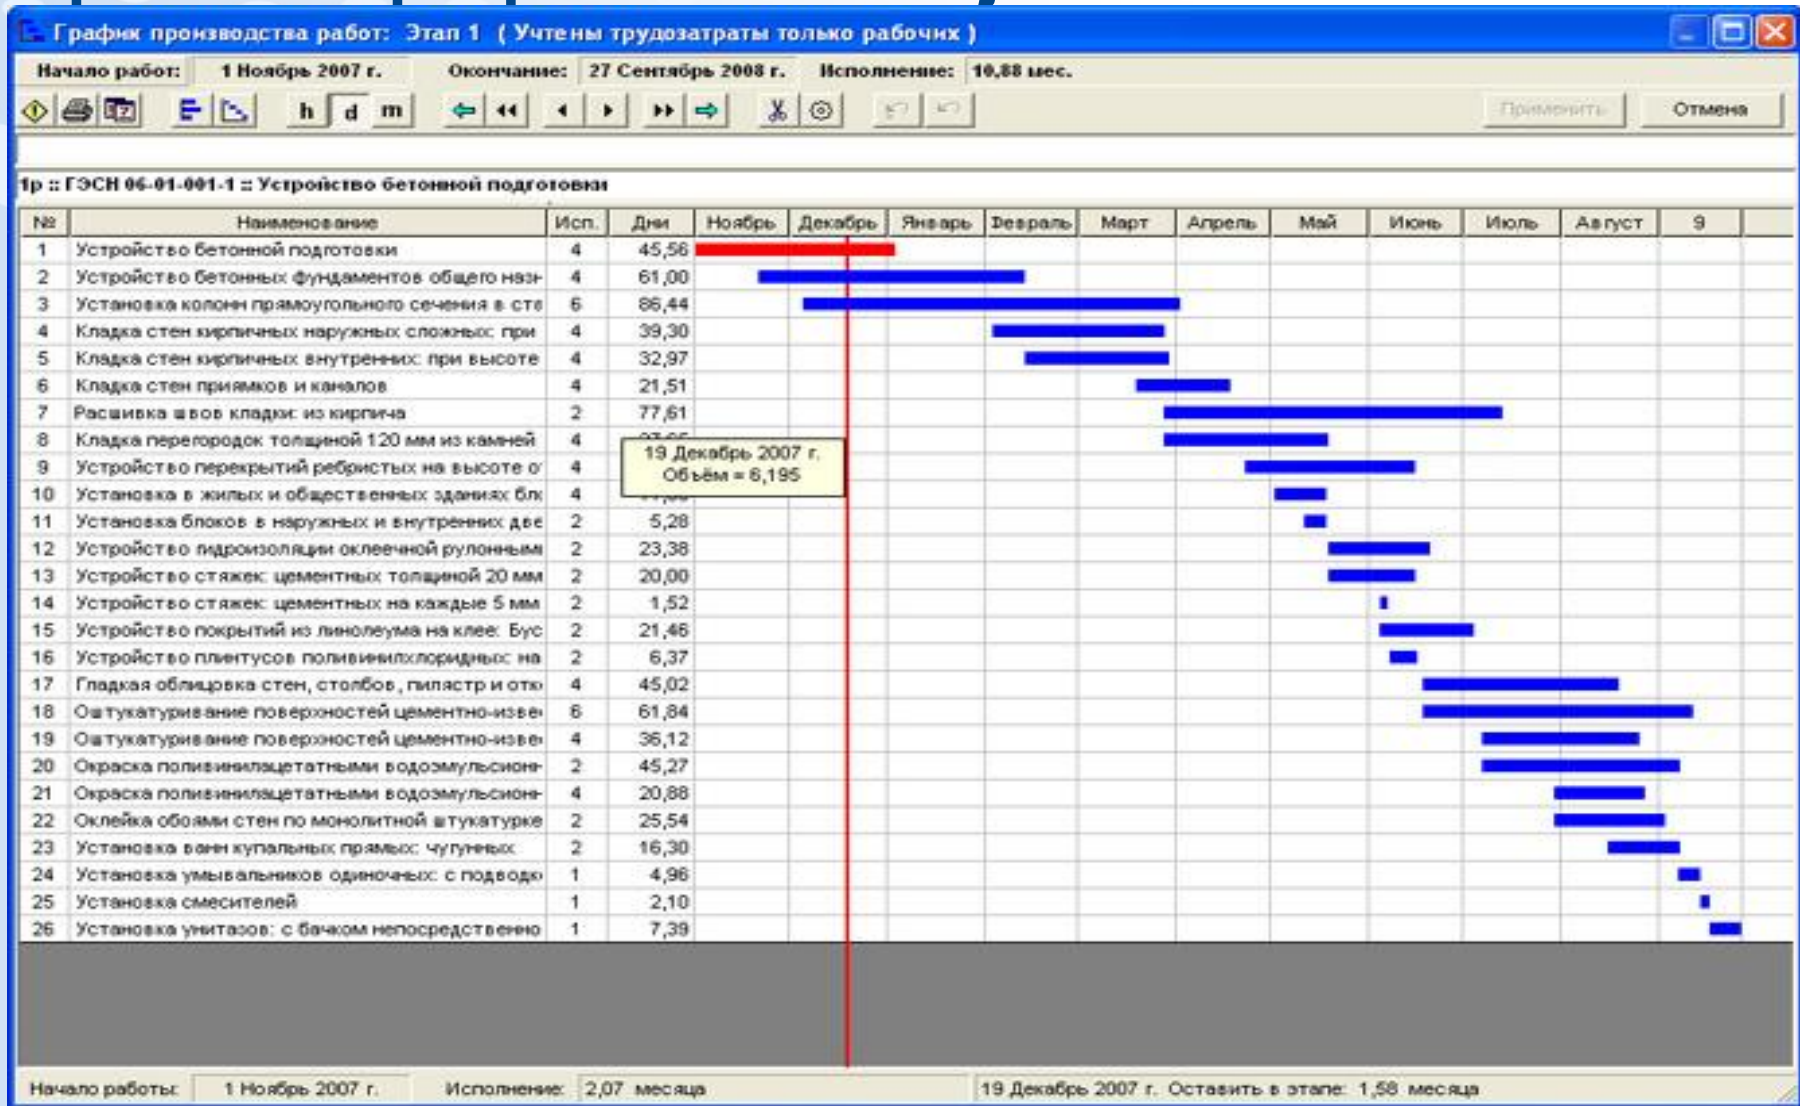 График производства работ: Этап 1 ( Учтены трудозатраты только рабочих )
Начало работ: 1 Ноябрь 2007 г. Окончание: 27 Сентябрь 2008 г. Исполнение: 10,88 мес.
h d m Применить Отмена
1р :: ГЭСН 06-01-001-1 :: Устройство бетонной подготовки
№ Наименование Исп. Дни Ноябрь Декабрь Январь Февраль Март Апрель Май Июнь Июль Август 9
1 Устройство бетонной подготовки 4 45,56
2 Устройство бетонных фундаментов общего назн 4 61,00
3 Установка колонн прямоугольного сечения в ста 6 86,44
4 Кладка стен кирпичных наружных сложных: при 4 39,30
5 Кладка стен кирпичных внутренних: при высоте 4 32,97
6 Кладка стен приямков и каналов 4 21,51
7 Расшивка швов кладки: из кирпича 2 77,61
8 Кладка перегородок толщиной 120 мм из камней 4
19 Декабрь 2007 г.
Объём = 6,195
9 Устройство перекрытий ребристых на высоте о 4
10 Установка в жилых и общественных зданиях бло 4
11 Установка блоков в наружных и внутренних две 2 5,28
12 Устройство гидроизоляции оклеечной рулонными 2 23,38
13 Устройство стяжек: цементных толщиной 20 мм 2 20,00
14 Устройство стяжек: цементных на каждые 5 мм 2 1,52
15 Устройство покрытий из линолеума на клее: Бус 2 21,46
16 Устройство плинтусов поливинилхлоридных: на 2 6,37
17 Гладкая облицовка стен, столбов, пилястр и отко 4 45,02
18 Оштукатуривание поверхностей цементно-изве 6 61,84
19 Оштукатуривание поверхностей цементно-изве 4 36,12
20 Окраска поливинилацетатными водоэмульсион 2 45,27
21 Окраска поливинилацетатными водоэмульсион 4 20,88
22 Оклейка обоями стен по монолитной штукатурке 2 25,54
23 Установка ванн купальных прямых: чугунных 2 16,30
24 Установка умывальников одиночных: с подводко 1 4,96
25 Установка смесителей 1 2,10
26 Установка унитазов: с бачком непосредственно 1 7,39
Начало работы: 1 Ноябрь 2007 г. Исполнение: 2,07 месяца 19 Декабрь 2007 г. Оставить в этапе: 1,58 месяца